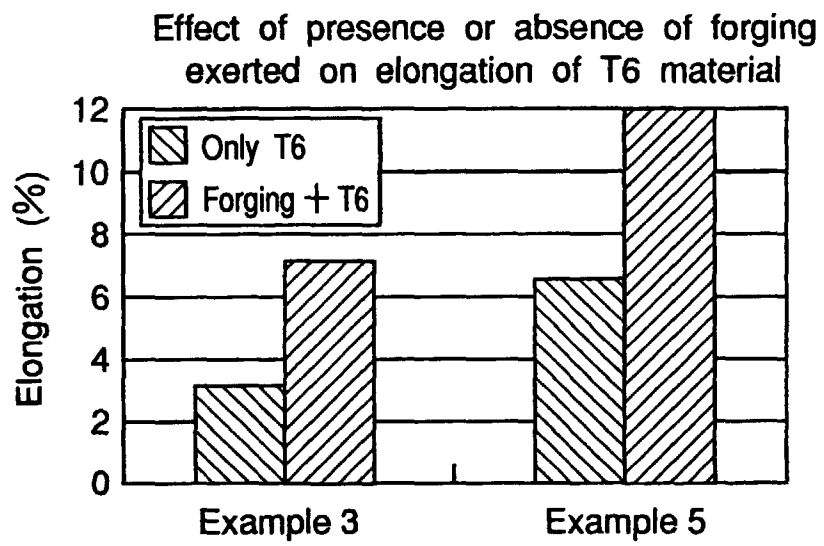 Effect of presence or absence of forging
exerted on elongation of T6 material
Elongation (%)
12
10
8
6
4
2
0
Only T6
Forging + T6
Example 3
Example 5